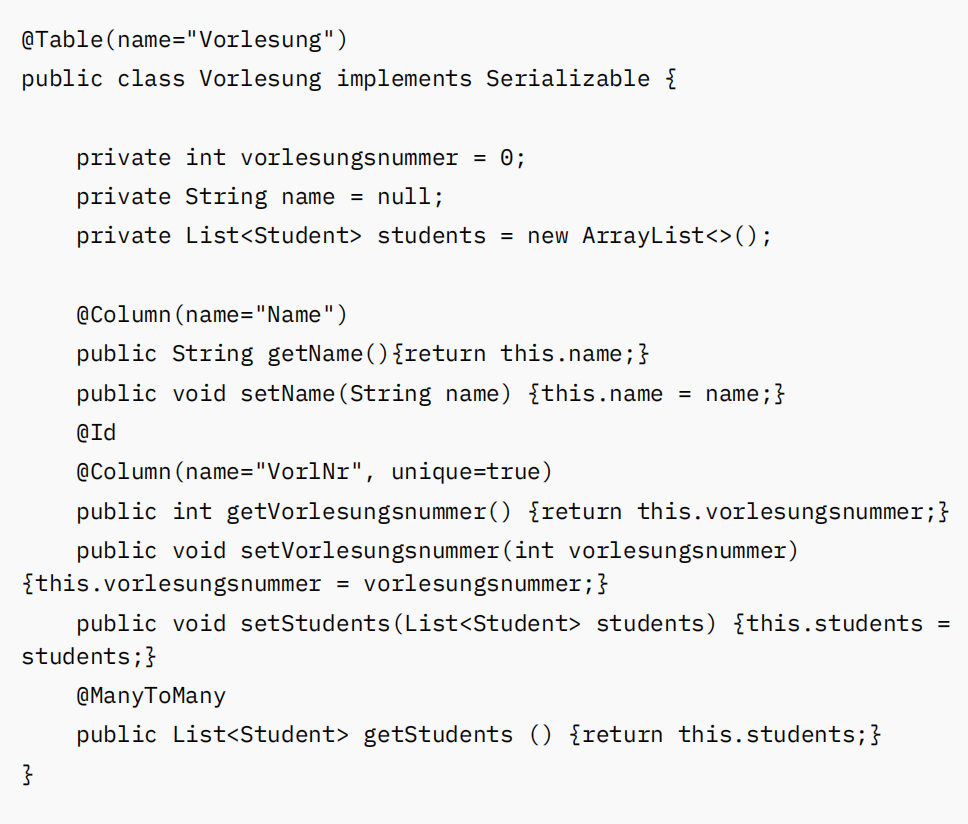 @Table(name="Vorlesung")
public class Vorlesung implements Serializable {

    private int vorlesungsnummer = 0;
    private String name = null;
    private List<Student> students = new ArrayList<>();

    @Column(name="Name")
    public String getName(){return this.name;}
    public void setName(String name) {this.name = name;}
    @Id
    @Column(name="VorlNr", unique=true)
    public int getVorlesungsnummer() {return this.vorlesungsnummer;}
    public void setVorlesungsnummer(int vorlesungsnummer)
{this.vorlesungsnummer = vorlesungsnummer;}
    public void setStudents(List<Student> students) {this.students =
students;}
    @ManyToMany
    public List<Student> getStudents () {return this.students;}
}